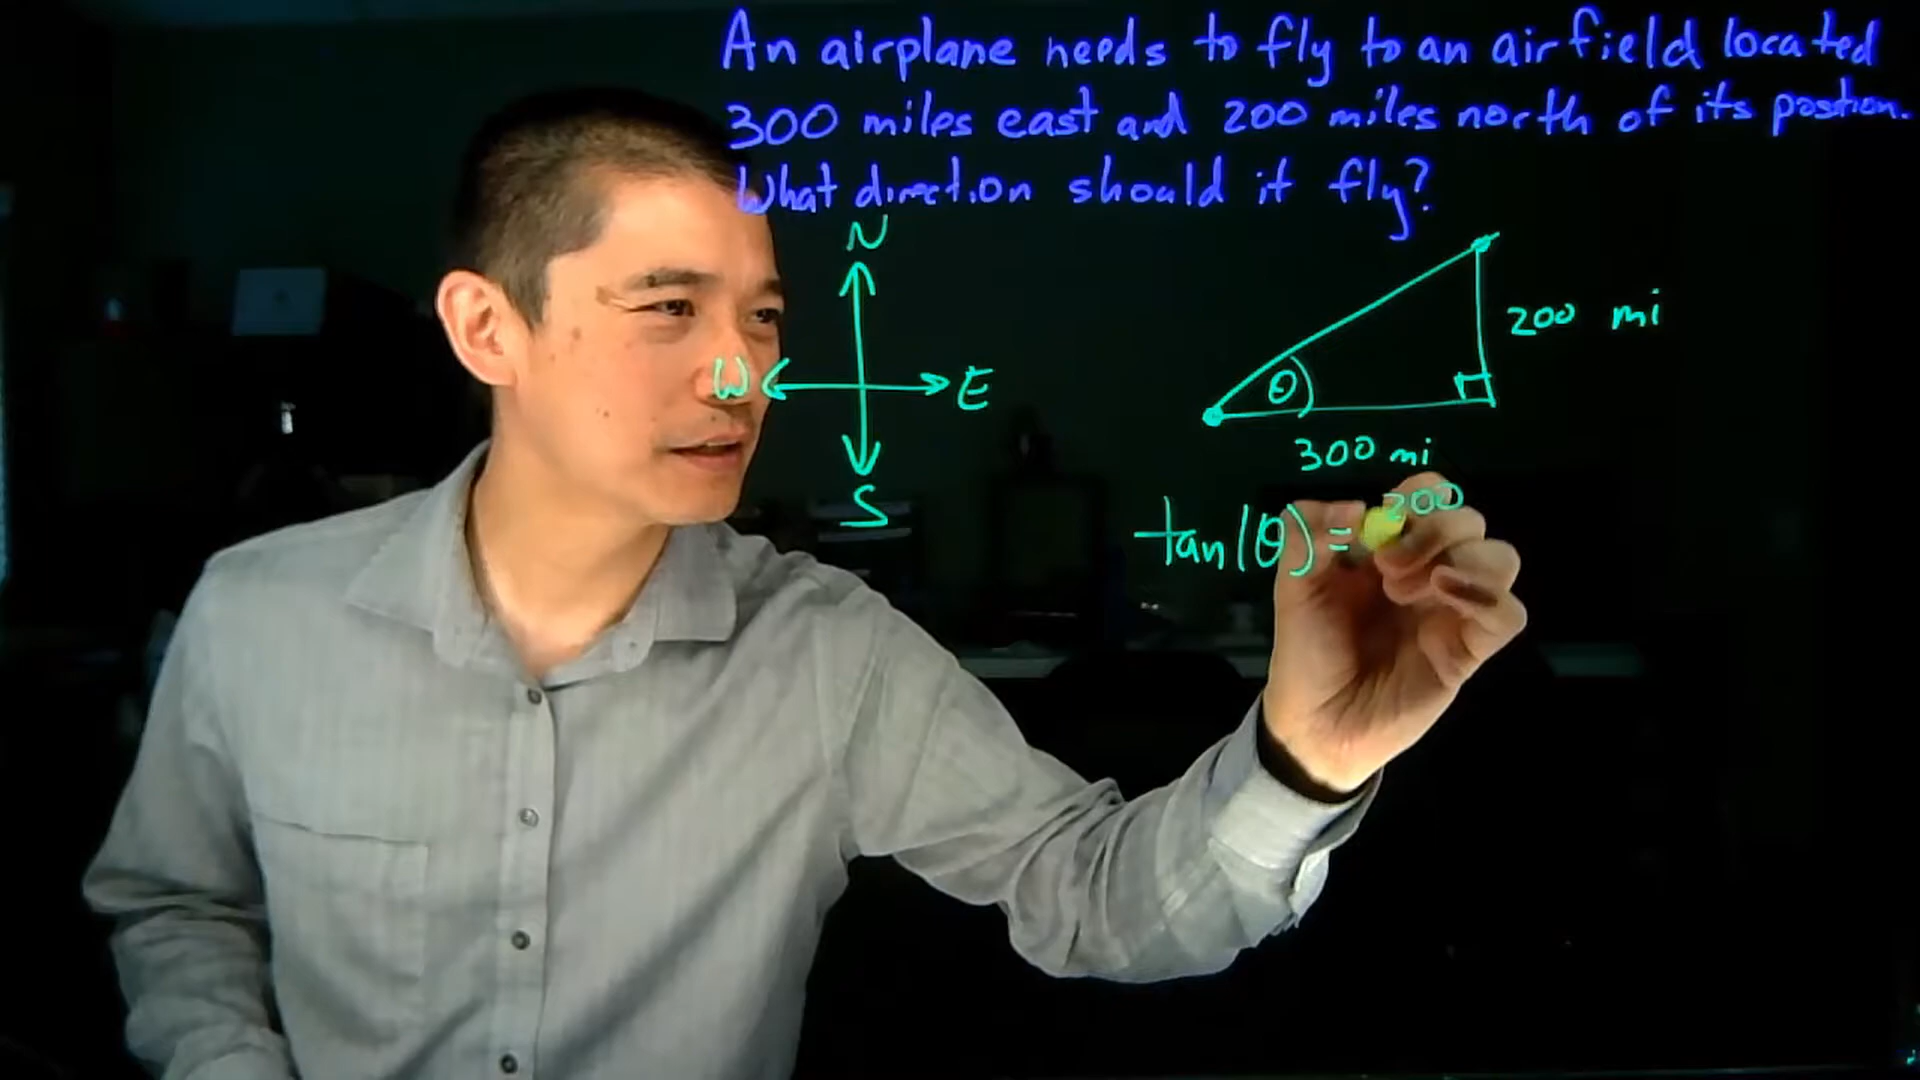 An airplane needs to fly to an airfield located
300 miles east and 200 miles north of its position.
What direction should it fly?
N
W E
S
200 mi
θ
300 mi
tan(θ) = 200